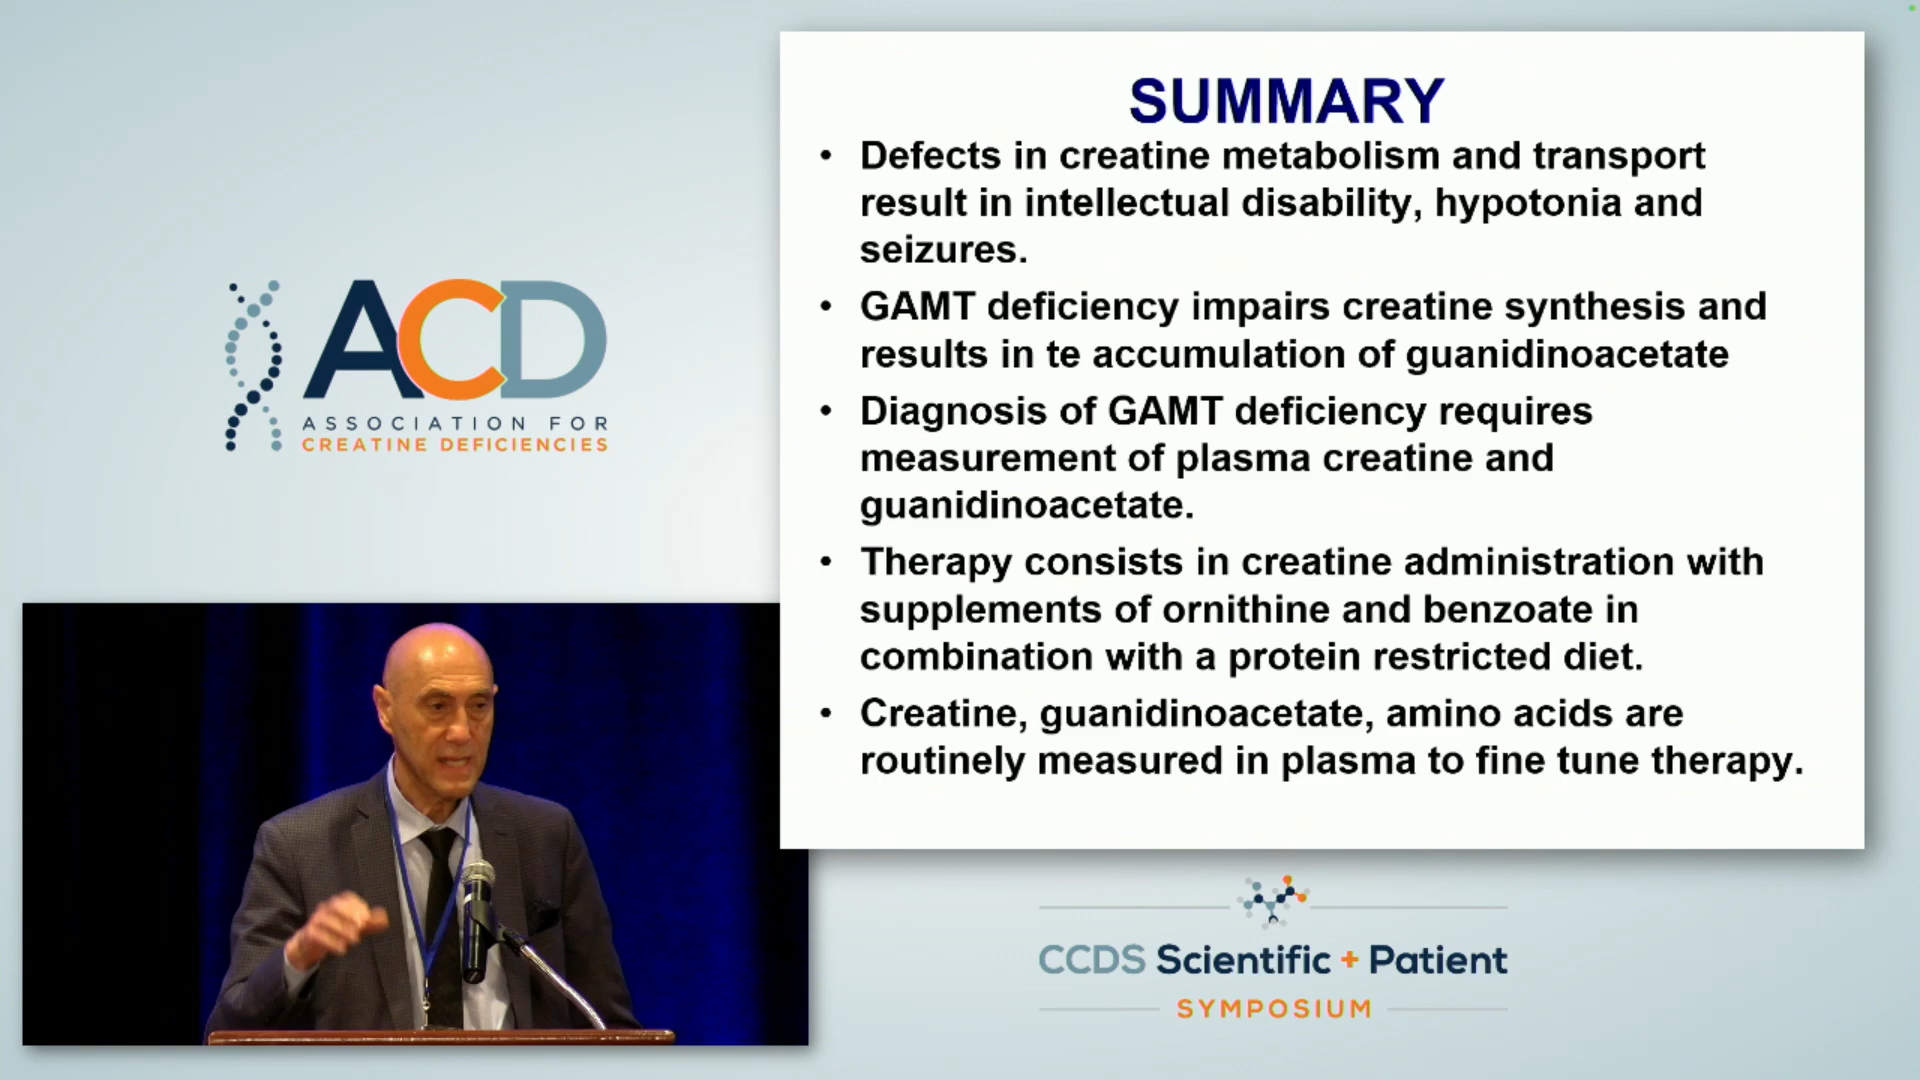 SUMMARY
• Defects in creatine metabolism and transport
result in intellectual disability, hypotonia and
seizures.
• GAMT deficiency impairs creatine synthesis and
results in te accumulation of guanidinoacetate
• Diagnosis of GAMT deficiency requires
measurement of plasma creatine and
guanidinoacetate.
• Therapy consists in creatine administration with
supplements of ornithine and benzoate in
combination with a protein restricted diet.
• Creatine, guanidinoacetate, amino acids are
routinely measured in plasma to fine tune therapy.
ACD
ASSOCIATION FOR
CREATINE DEFICIENCIES
CCDS Scientific + Patient
SYMPOSIUM